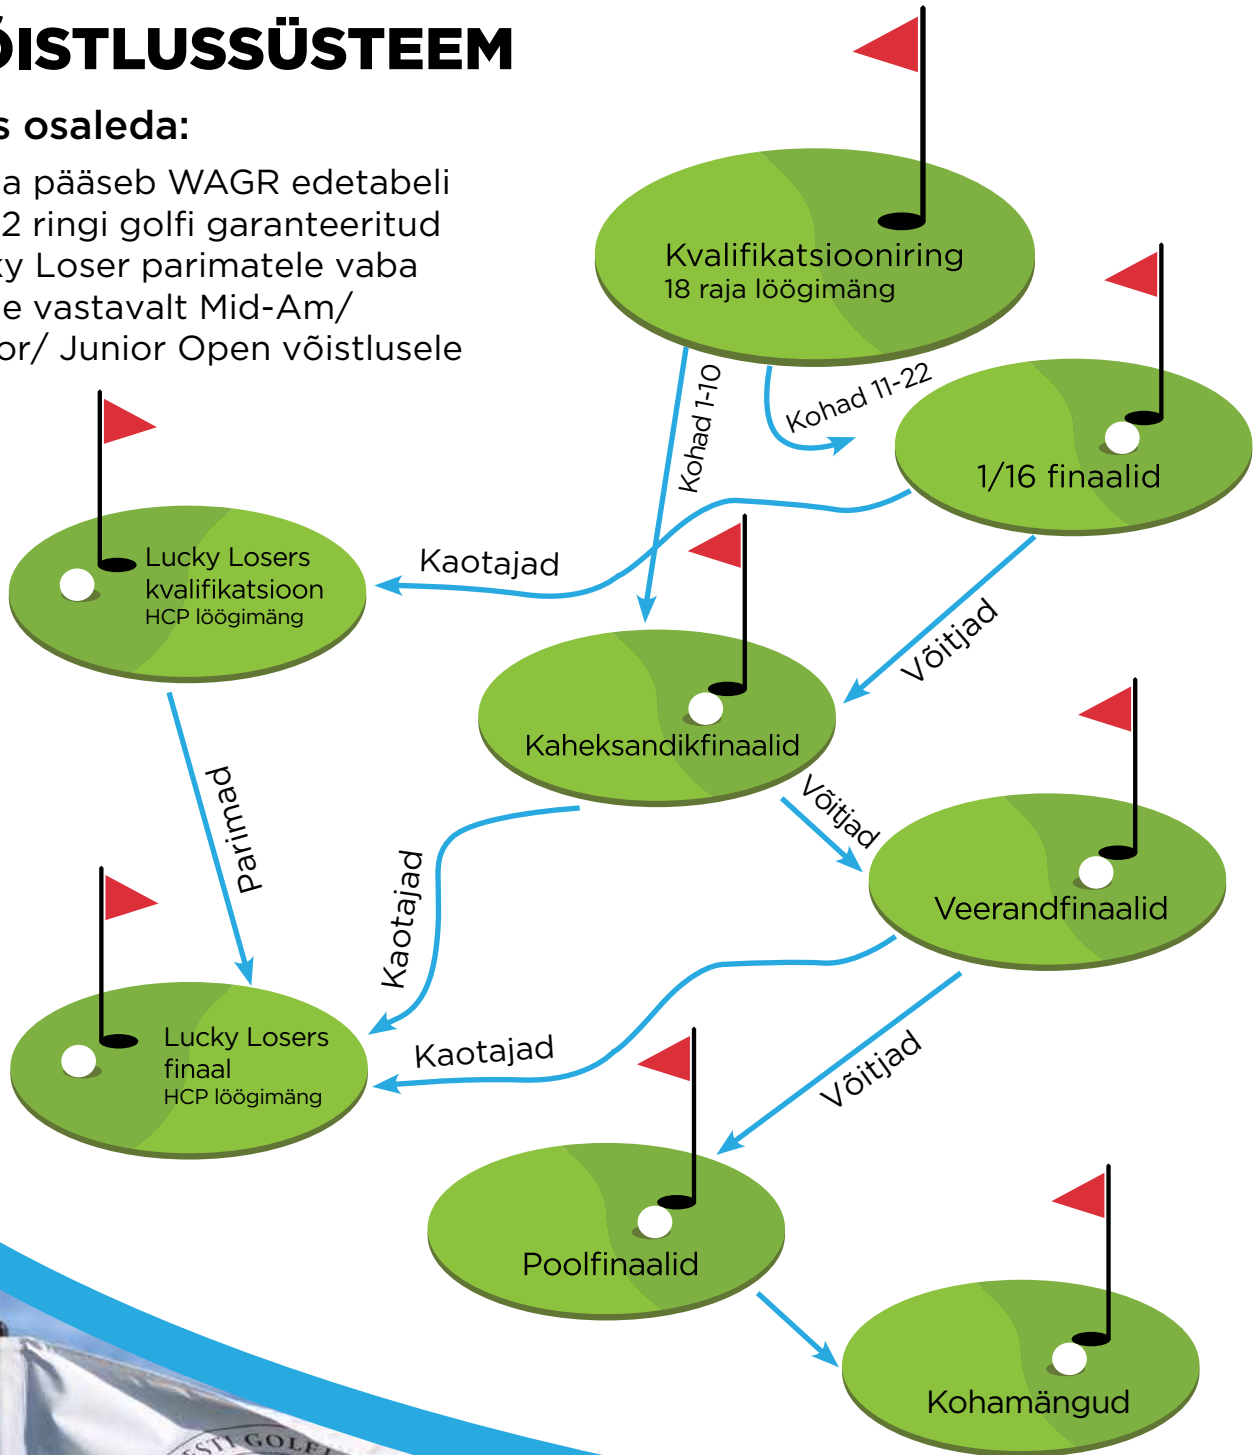 ÕISTLUSSÜSTEEM
s osaleda:
a pääseb WAGR edetabeli
2 ringi golfi garanteeritud
ky Loser parimatele vaba
e vastavalt Mid-Am/
or/ Junior Open võistlusele
Kvalifikatsiooniring
18 raja löögimäng
Kohad 1-10
Kohad 11-22
1/16 finaalid
Kaotajad
Lucky Losers
kvalifikatsioon
HCP löögimäng
Võitjad
Kaheksandikfinaalid
Parimad
Kaotajad
Võitjad
Veerandfinaalid
Lucky Losers
finaal
HCP löögimäng
Kaotajad
Võitjad
Poolfinaalid
Kohamängud
ESTI GOLFI